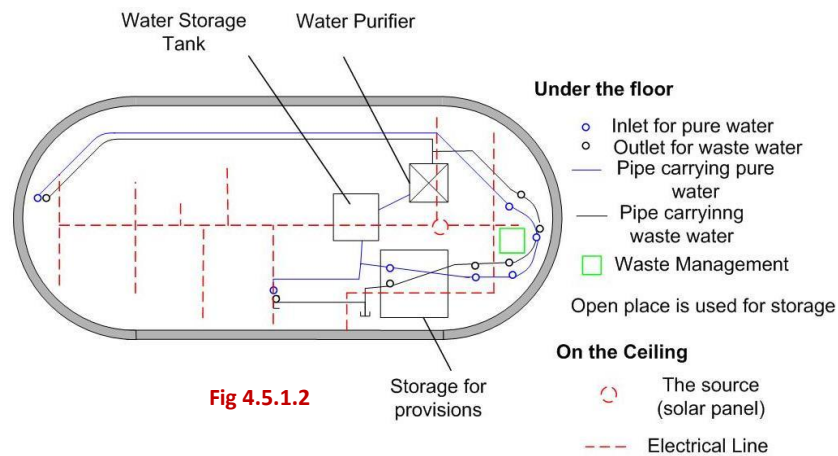 Water Storage
Tank
Water Purifier
Under the floor
Inlet for pure water
Outlet for waste water
Pipe carrying pure
water
Pipe carryinng
waste water
Waste Management
Open place is used for storage
On the Ceiling
The source
(solar panel)
Electrical Line
Storage for
provisions
Fig 4.5.1.2